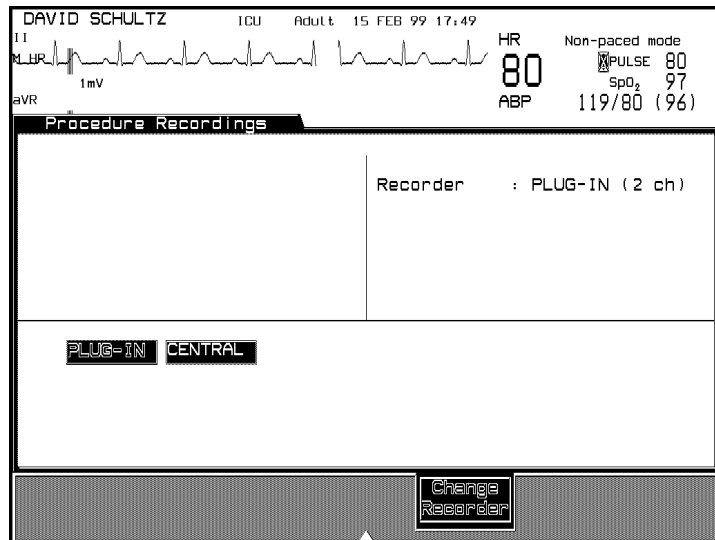 DAVID SCHULTZ ICU Adult 15 FEB 99 17:49
II
M HR
1mV
aVR
HR
80
ABP
Non-paced mode
PULSE 80
SpO₂ 97
119/80 (96)
Procedure Recordings
Recorder : PLUG-IN (2 ch)
PLUG-IN CENTRAL
Change
Recorder